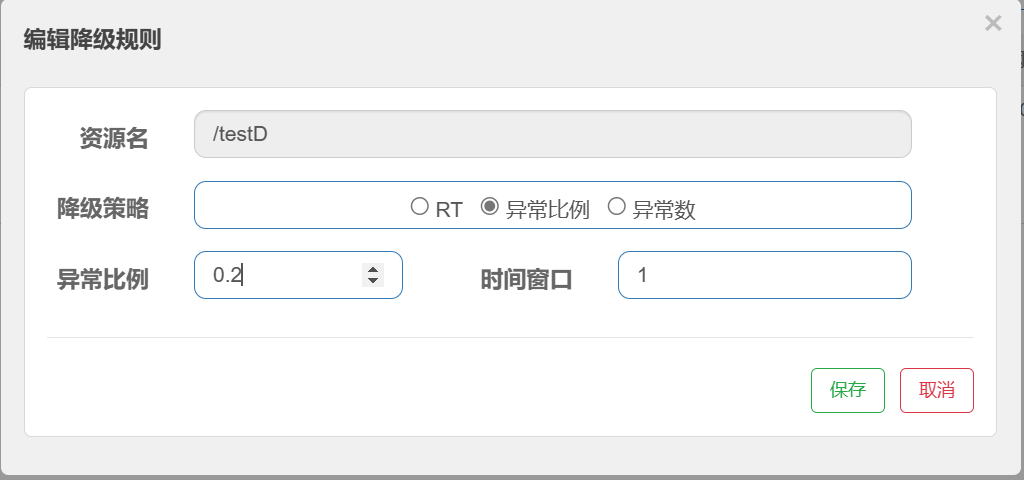 编辑降级规则
×
资源名 /testD
降级策略 RT 异常比例 异常数
异常比例 0.2 时间窗口 1
保存 取消